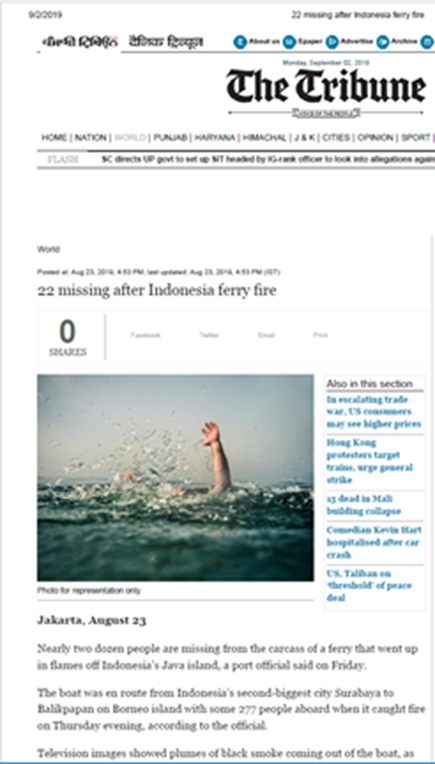 9/2/2019 22 missing after Indonesia ferry fire
ਪੰਜਾਬੀ ਟ੍ਰਿਬਿਊਨ दैनिक ट्रिब्यून About us Epaper Advertise Archive
Monday, September 02, 2019
The Tribune
VOICE OF THE PEOPLE
HOME | NATION | WORLD | PUNJAB | HARYANA | HIMACHAL | J & K | CITIES | OPINION | SPORT |
FLASH SC directs UP govt to set up SIT headed by IG-rank officer to look into allegations again
World
Posted at: Aug 23, 2019, 4:53 PM; last updated: Aug 23, 2019, 4:53 PM (IST)
22 missing after Indonesia ferry fire
0
SHARES
Facebook Twitter Email Print
Also in this section
In escalating trade
war, US consumers
may see higher prices
Hong Kong
protesters target
trains, urge general
strike
15 dead in Mali
building collapse
Comedian Kevin Hart
hospitalised after car
crash
US, Taliban on
'threshold' of peace
deal
Photo for representation only.
Jakarta, August 23
Nearly two dozen people are missing from the carcass of a ferry that went up
in flames off Indonesia's Java island, a port official said on Friday.
The boat was en route from Indonesia's second-biggest city Surabaya to
Balikpapan on Borneo island with some 277 people aboard when it caught fire
on Thursday evening, according to the official.
Television images showed plumes of black smoke coming out of the boat, as